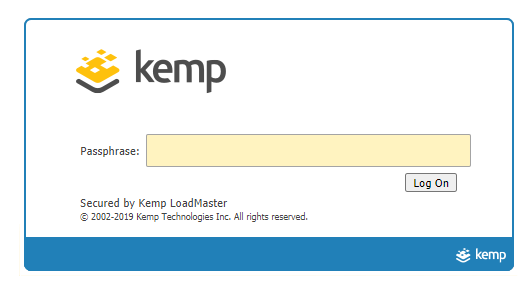 kemp
Passphrase:
Log On
Secured by Kemp LoadMaster
© 2002-2019 Kemp Technologies Inc. All rights reserved.
kemp